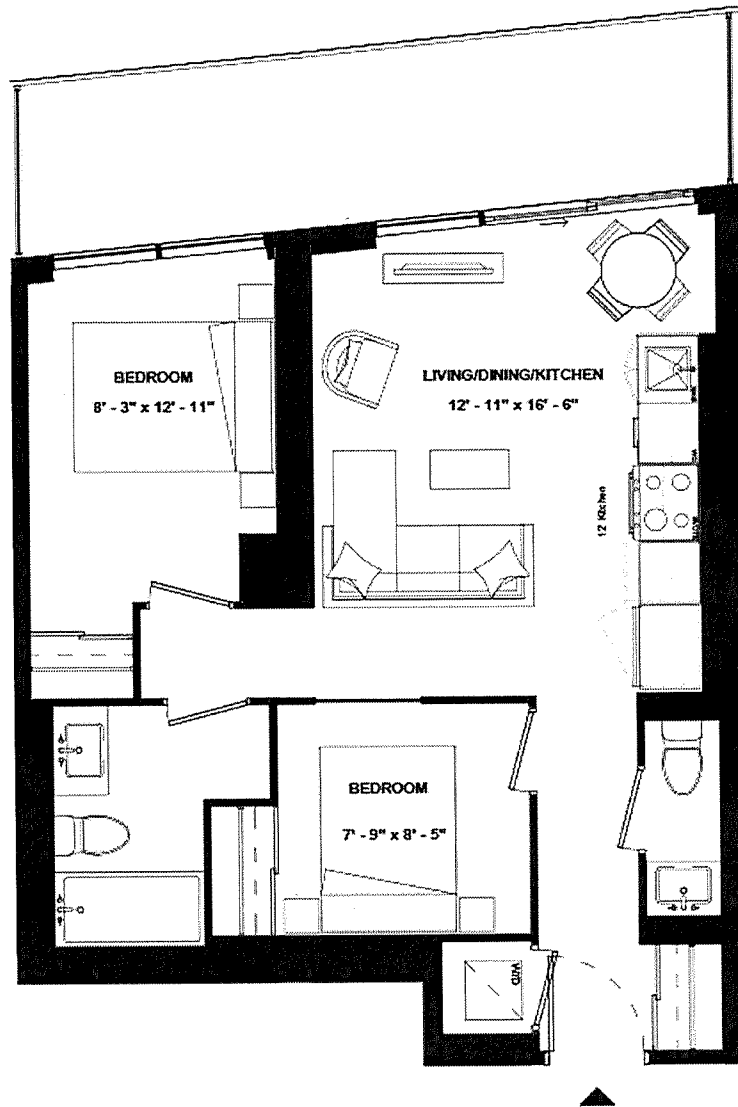 BEDROOM
8' - 3" x 12' - 11"
LIVING/DINING/KITCHEN
12' - 11" x 16' - 6"
12 Kitchen
BEDROOM
7' - 9" x 8' - 5"
W/D